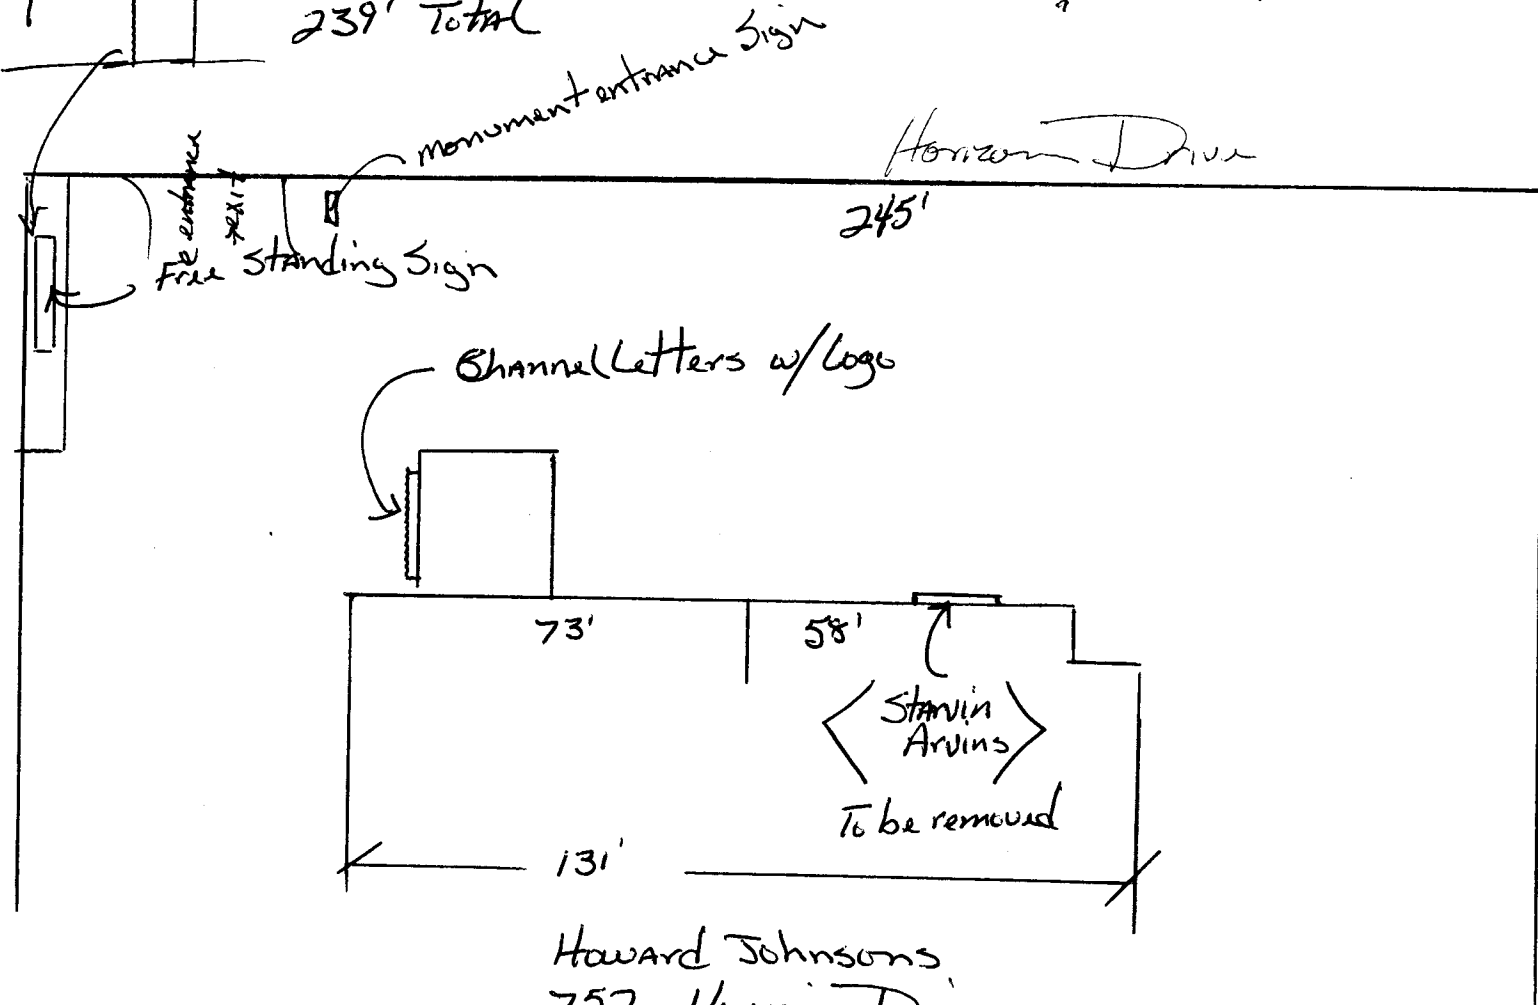 239' Total
monument entrance Sign
Horizon Drive
entrance
exit
245'
Free Standing Sign
Channel Letters w/Logo
73'
58'
Starvin
Arvins
To be removed
131'
Howard Johnsons